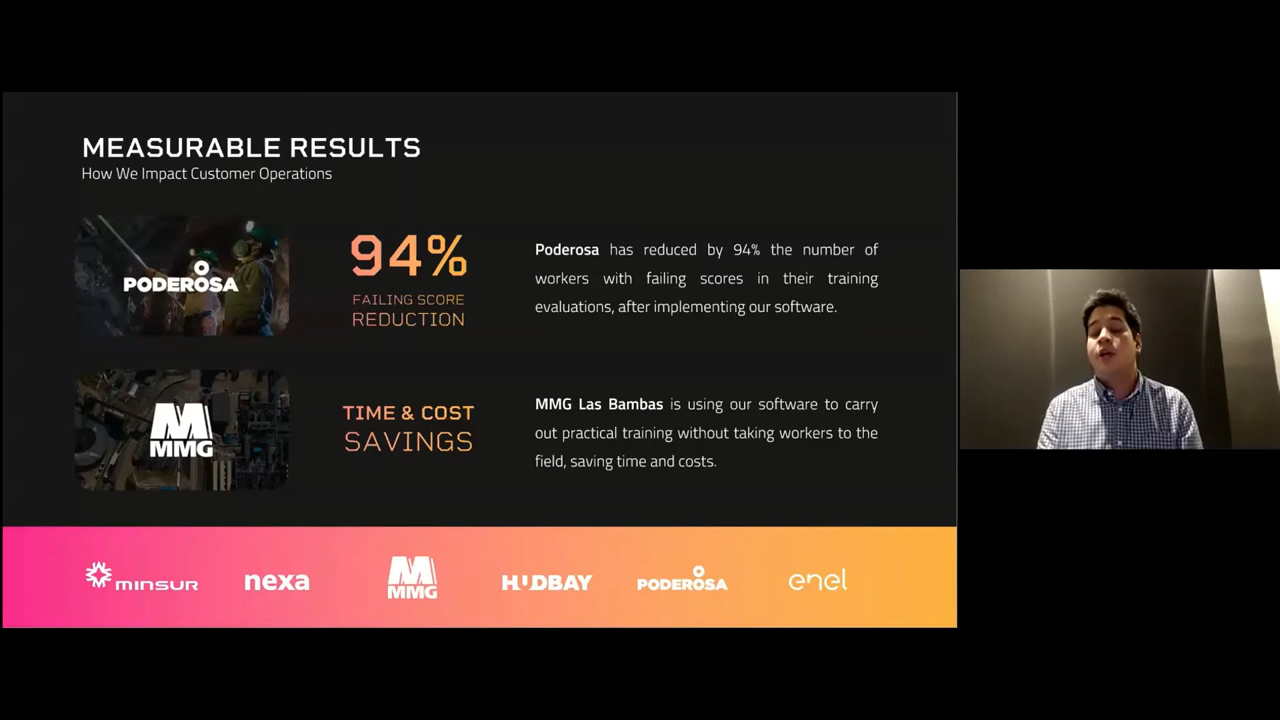 MEASURABLE RESULTS
How We Impact Customer Operations
PODEROSA
94%
FAILING SCORE
REDUCTION
Poderosa has reduced by 94% the number of
workers with failing scores in their training
evaluations, after implementing our software.
MMG
TIME & COST
SAVINGS
MMG Las Bambas is using our software to carry
out practical training without taking workers to the
field, saving time and costs.
MINSUR
nexa
MMG
HUDBAY
PODEROSA
enel